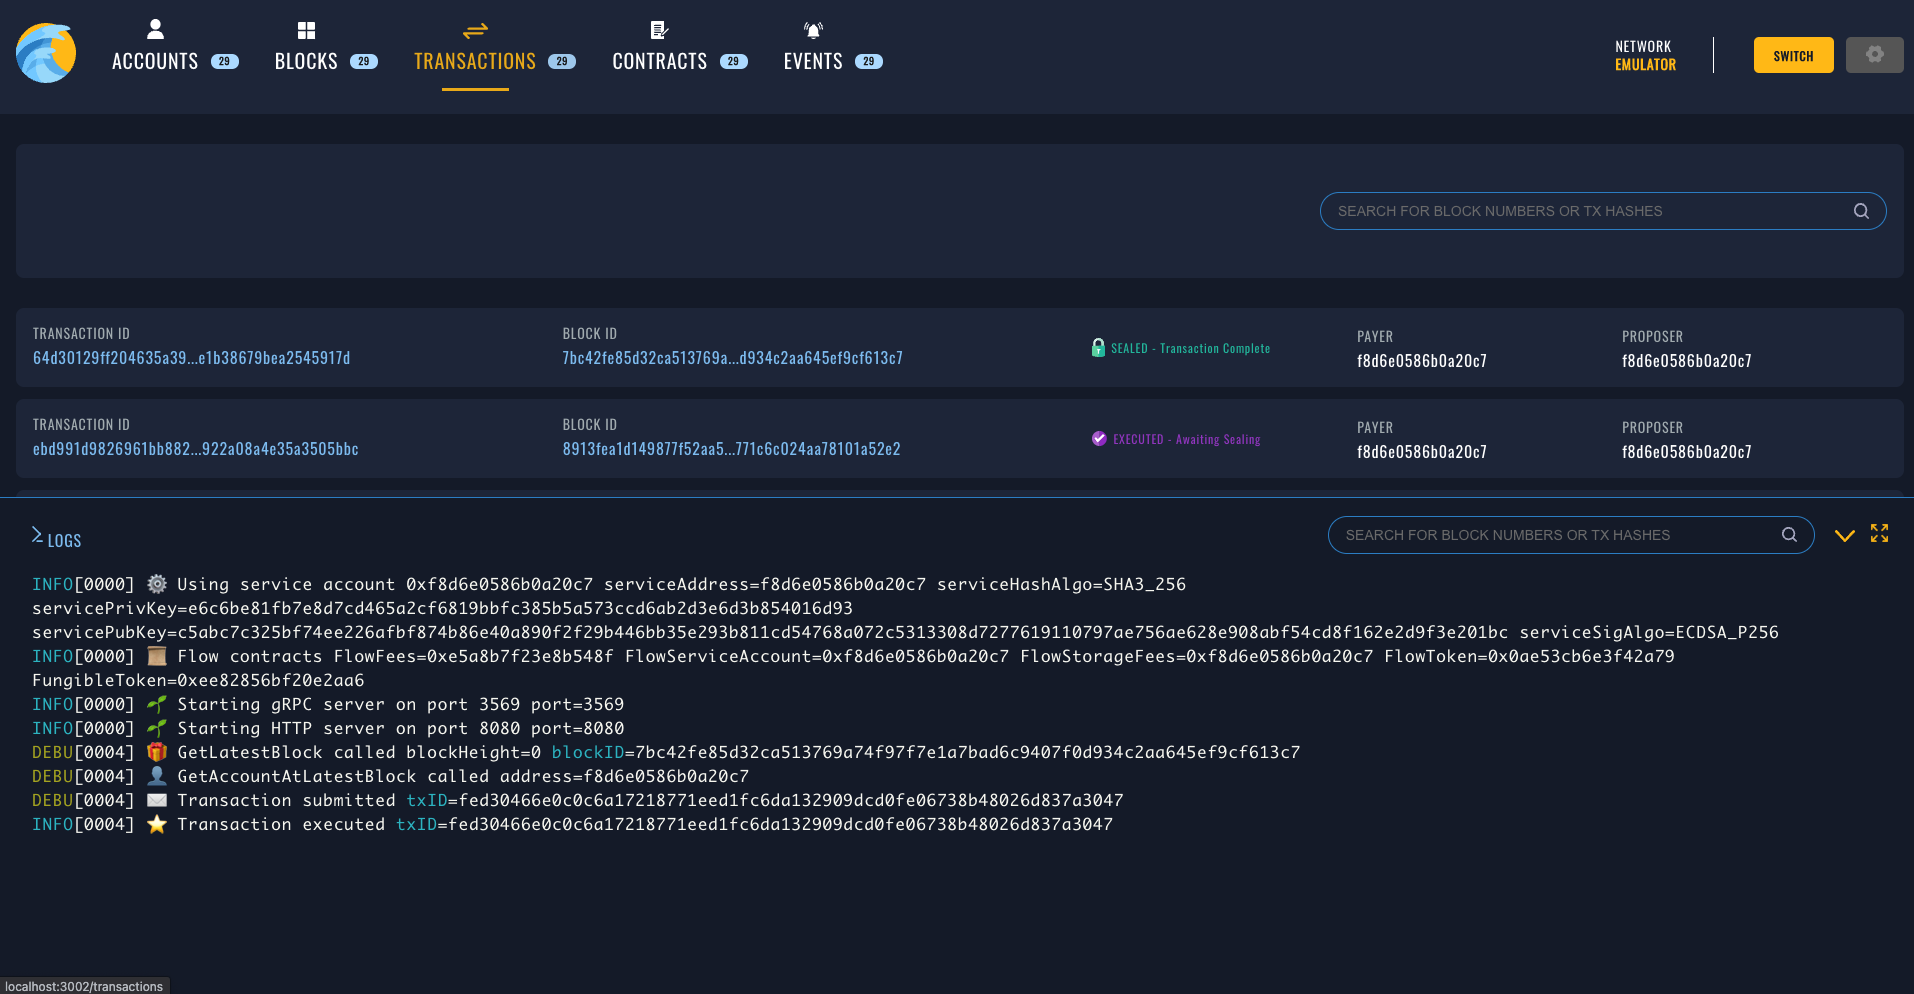 ACCOUNTS 29 BLOCKS 29 TRANSACTIONS 29 CONTRACTS 29 EVENTS 29
NETWORK
EMULATOR
SWITCH
SEARCH FOR BLOCK NUMBERS OR TX HASHES
TRANSACTION ID BLOCK ID PAYER PROPOSER
64d30129ff204635a39...e1b38679bea2545917d 7bc42fe85d32ca513769a...d934c2aa645ef9cf613c7 SEALED - Transaction Complete f8d6e0586b0a20c7 f8d6e0586b0a20c7
TRANSACTION ID BLOCK ID PAYER PROPOSER
ebd991d9826961bb882...922a08a4e35a3505bbc 8913fea1d149877f52aa5...771c6c024aa78101a52e2 EXECUTED - Awaiting Sealing f8d6e0586b0a20c7 f8d6e0586b0a20c7
LOGS SEARCH FOR BLOCK NUMBERS OR TX HASHES
INFO[0000] ⚙️ Using service account 0xf8d6e0586b0a20c7 serviceAddress=f8d6e0586b0a20c7 serviceHashAlgo=SHA3_256
servicePrivKey=e6c6be81fb7e8d7cd465a2cf6819bbfc385b5a573ccd6ab2d3e6d3b854016d93
servicePubKey=c5abc7c325bf74ee226afbf874b86e40a890f2f29b446bb35e293b811cd54768a072c5313308d7277619110797ae756ae628e908abf54cd8f162e2d9f3e201bc serviceSigAlgo=ECDSA_P256
INFO[0000] 📜 Flow contracts FlowFees=0xe5a8b7f23e8b548f FlowServiceAccount=0xf8d6e0586b0a20c7 FlowStorageFees=0xf8d6e0586b0a20c7 FlowToken=0x0ae53cb6e3f42a79
FungibleToken=0xee82856bf20e2aa6
INFO[0000] 🌱 Starting gRPC server on port 3569 port=3569
INFO[0000] 🌱 Starting HTTP server on port 8080 port=8080
DEBU[0004] 🎁 GetLatestBlock called blockHeight=0 blockID=7bc42fe85d32ca513769a74f97f7e1a7bad6c9407f0d934c2aa645ef9cf613c7
DEBU[0004] 👤 GetAccountAtLatestBlock called address=f8d6e0586b0a20c7
DEBU[0004] ✉️ Transaction submitted txID=fed30466e0c0c6a17218771eed1fc6da132909dcd0fe06738b48026d837a3047
INFO[0004] ⭐ Transaction executed txID=fed30466e0c0c6a17218771eed1fc6da132909dcd0fe06738b48026d837a3047
localhost:3002/transactions